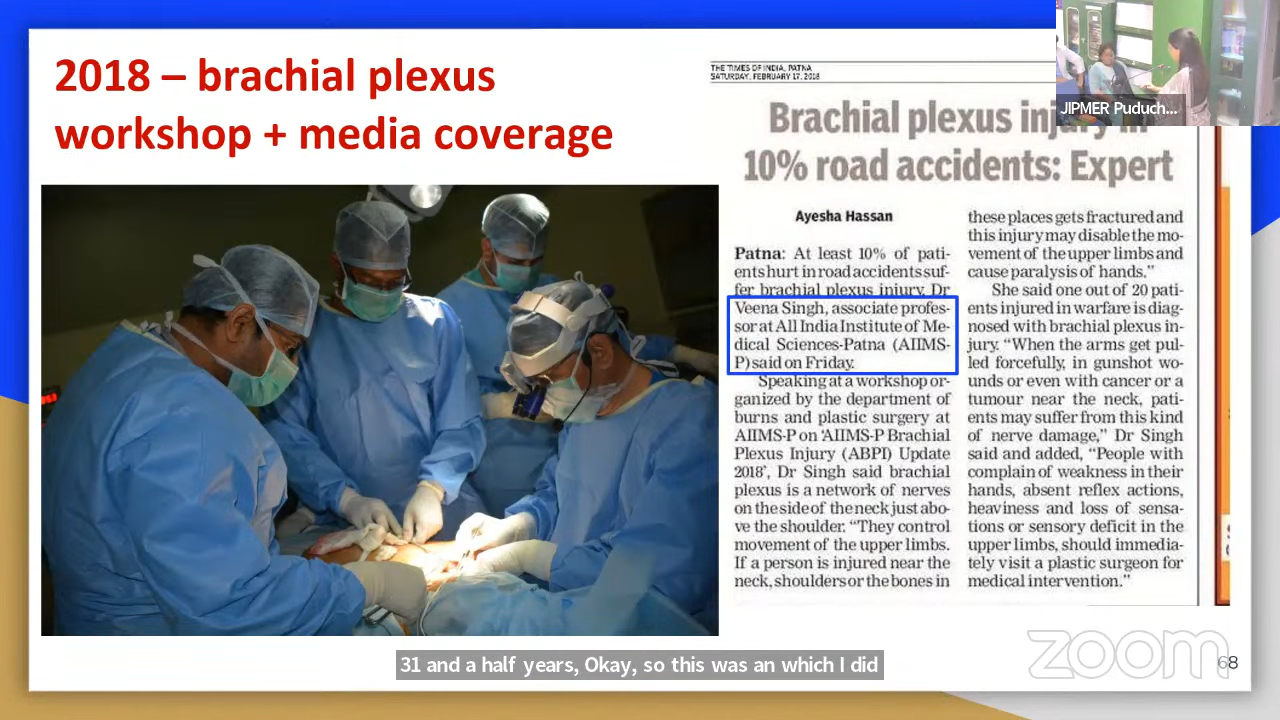 2018 – brachial plexus
workshop + media coverage
THE TIMES OF INDIA, PATNA
SATURDAY, FEBRUARY 17, 2018
JIPMER Puduch...
Brachial plexus injury in
10% road accidents: Expert
Ayesha Hassan
Patna: At least 10% of pati-
ents hurt in road accidents suf-
fer brachial plexus injury, Dr
Veena Singh, associate profes-
sor at All India Institute of Me-
dical Sciences-Patna (AIIMS-
P) said on Friday.
Speaking at a workshop or-
ganized by the department of
burns and plastic surgery at
AIIMS-P on 'AIIMS-P Brachial
Plexus Injury (ABPI) Update
2018', Dr Singh said brachial
plexus is a network of nerves
on the side of the neck just abo-
ve the shoulder. "They control
movement of the upper limbs.
If a person is injured near the
neck, shoulders or the bones in
these places gets fractured and
this injury may disable the mo-
vement of the upper limbs and
cause paralysis of hands."
She said one out of 20 pati-
ents injured in warfare is diag-
nosed with brachial plexus in-
jury. "When the arms get pul-
led forcefully, in gunshot wo-
unds or even with cancer or a
tumour near the neck, pati-
ents may suffer from this kind
of nerve damage," Dr Singh
said and added, "People with
complain of weakness in their
hands, absent reflex actions,
heaviness and loss of sensa-
tions or sensory deficit in the
upper limbs, should immedia-
tely visit a plastic surgeon for
medical intervention."
31 and a half years, Okay, so this was an which I did
zoom
68